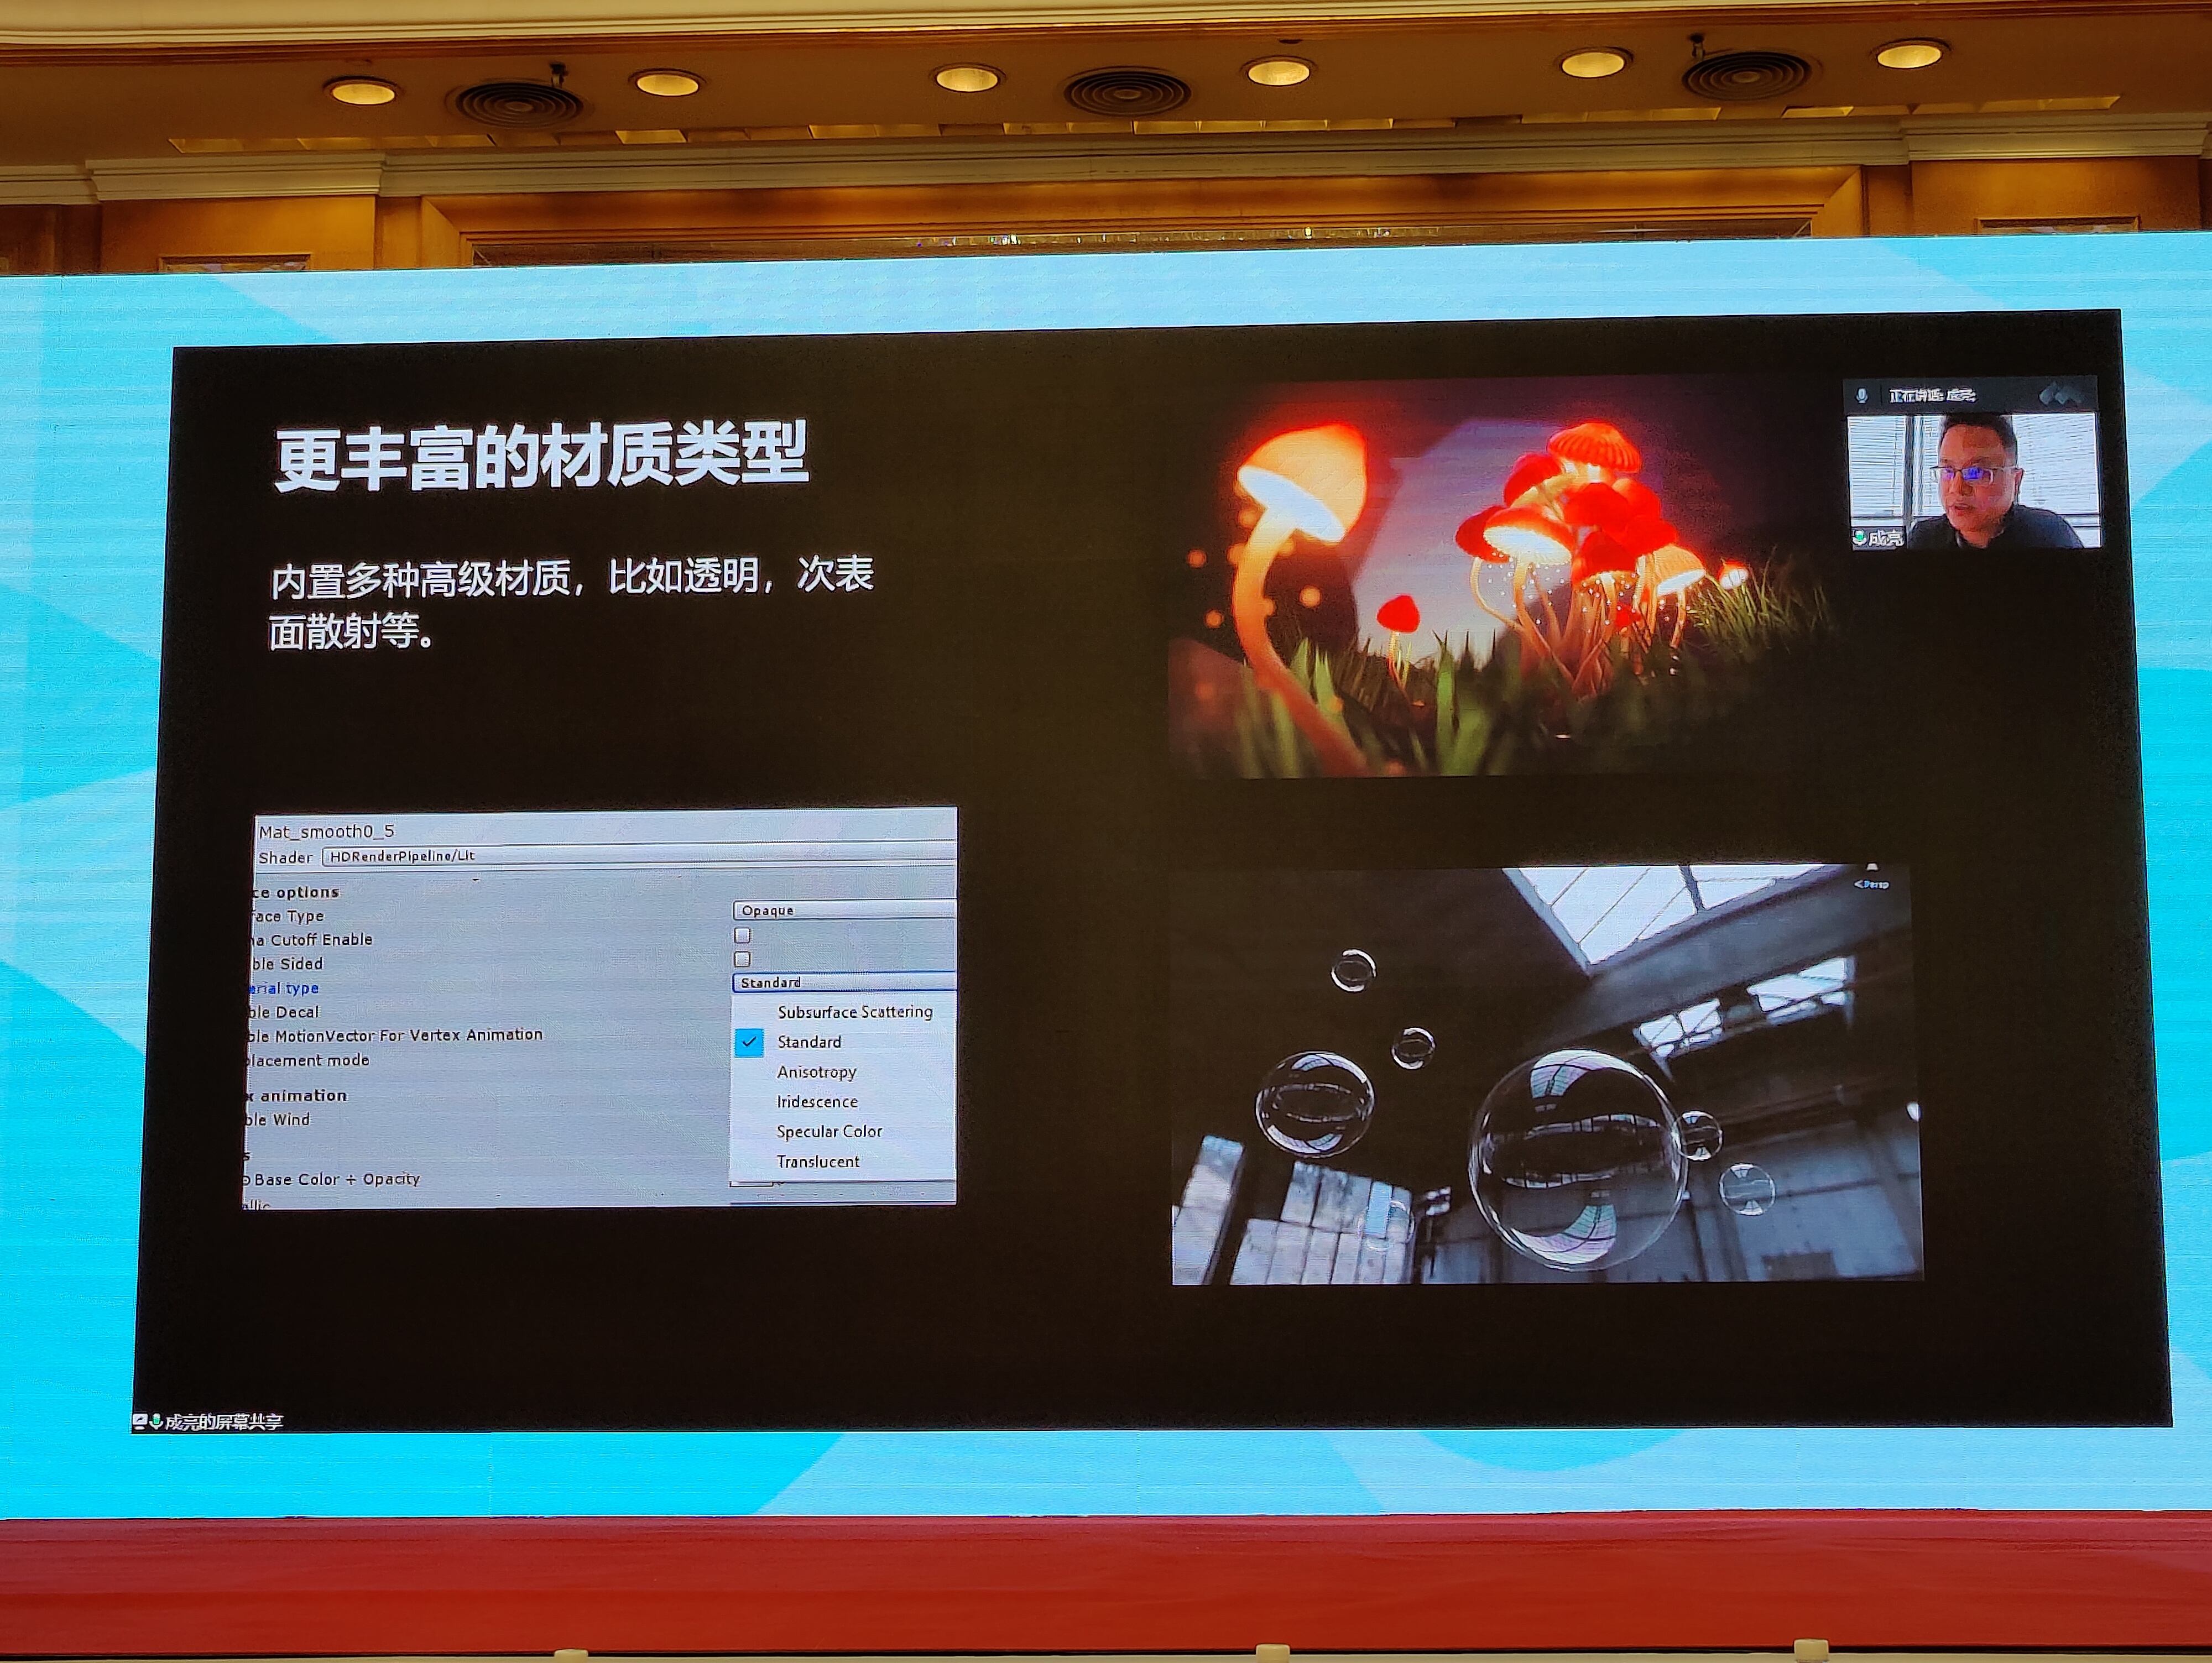 更丰富的材质类型
内置多种高级材质，比如透明，次表
面散射等。
正在讲话: 成亮;
成亮
Mat_smooth0_5
Shader HDRenderPipeline/Lit
ce options
face Type Opaque
na Cutoff Enable
ble Sided
erial type Standard
ble Decal
ble MotionVector For Vertex Animation
placement mode
x animation
ble Wind
s
Base Color + Opacity
allic
Subsurface Scattering
Standard
Anisotropy
Iridescence
Specular Color
Translucent
<Persp
成亮的屏幕共享